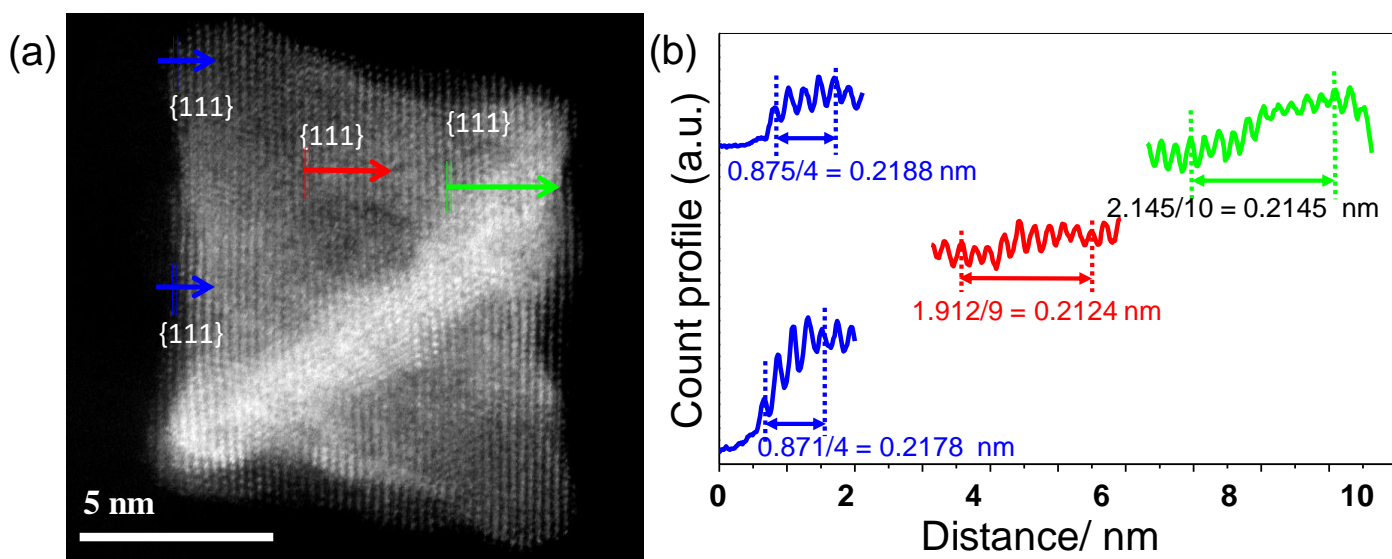 (a)
{111}
{111}
{111}
{111}
5 nm
(b)
Count profile (a.u.)
0.875/4 = 0.2188 nm
2.145/10 = 0.2145 nm
1.912/9 = 0.2124 nm
0.871/4 = 0.2178 nm
0 2 4 6 8 10
Distance/ nm